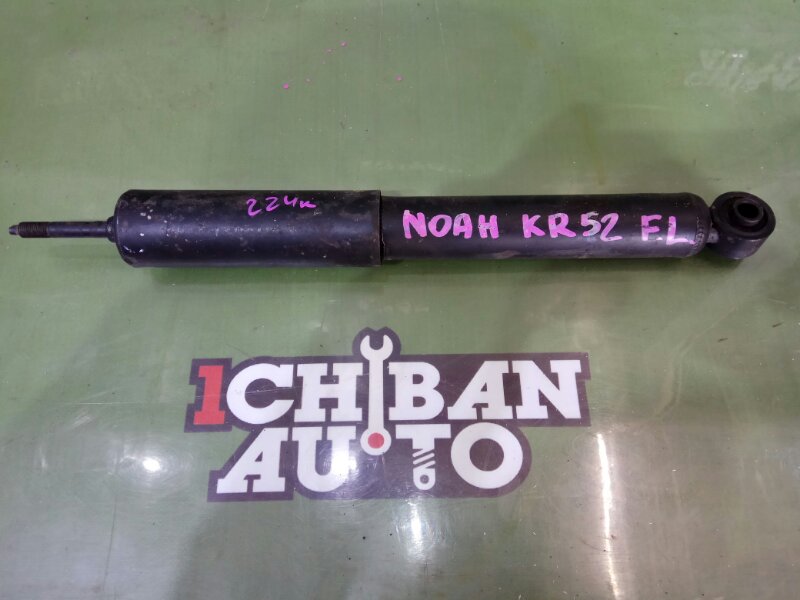 224к
NOAH KR52 F.L
1CHIBAN
AUTO